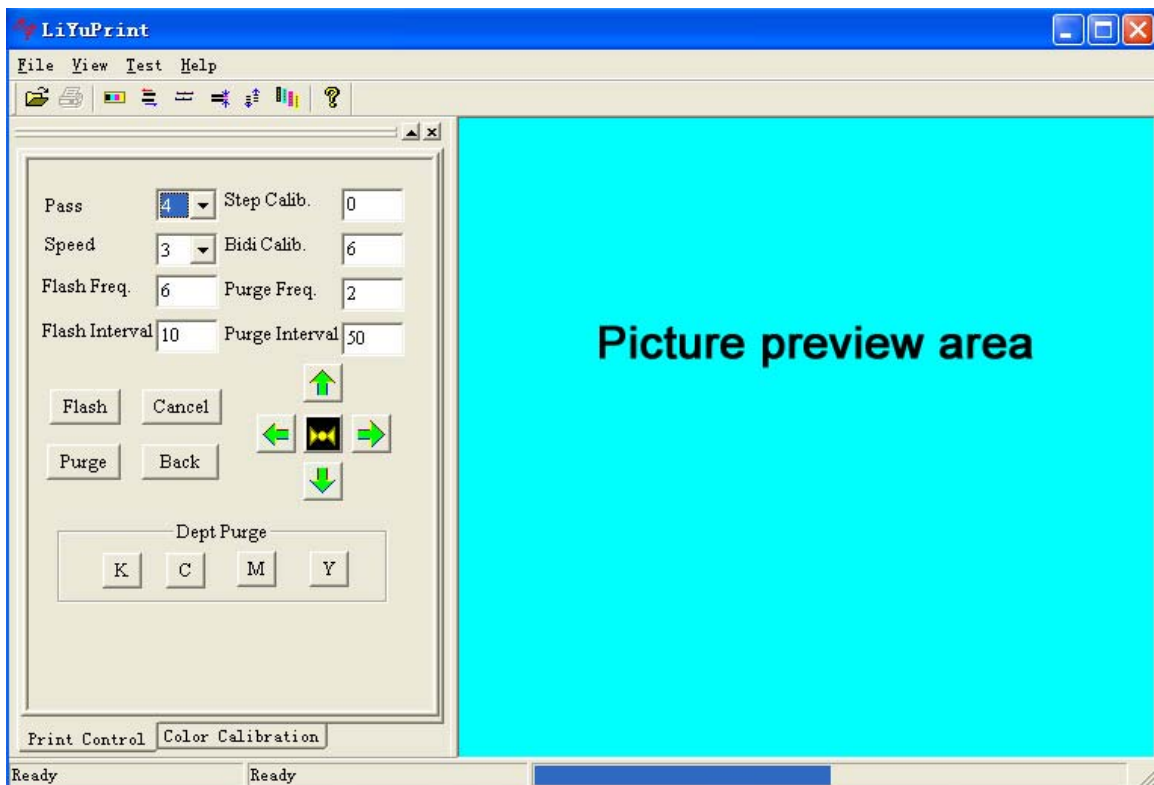 LiYuPrint
File View Test Help
Pass 4 Step Calib. 0
Speed 3 Bidi Calib. 6
Flash Freq. 6 Purge Freq. 2
Flash Interval 10 Purge Interval 50
Flash Cancel
Purge Back
Dept Purge
K C M Y
Print Control Color Calibration
Ready Ready
Picture preview area